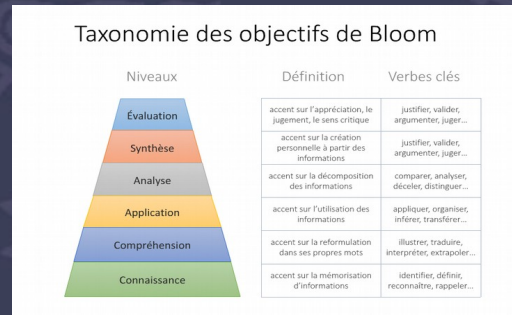 Taxonomie des objectifs de Bloom
Niveaux
Définition
Verbes clés
Évaluation
accent sur l'appréciation, le
jugement, le sens critique
justifier, valider,
argumenter, juger...
Synthèse
accent sur la création
personnelle à partir des
informations
justifier, valider,
argumenter, juger...
Analyse
accent sur la décomposition
des informations
comparer, analyser,
déceler, distinguer...
Application
accent sur l'utilisation des
informations
appliquer, organiser,
inférer, transférer...
Compréhension
accent sur la reformulation
dans ses propres mots
illustrer, traduire,
interpréter, extrapoler...
Connaissance
accent sur la mémorisation
d'informations
identifier, définir,
reconnaître, rappeler...